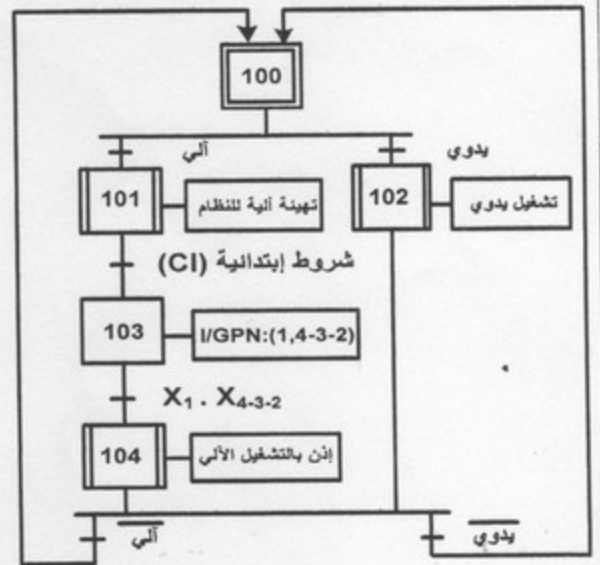 100
آلي
يدوي
101
تهيئة آلية للنظام
102
تشغيل يدوي
شروط إبتدائية (CI)
103
I/GPN:(1,4-3-2)
X1 . X4-3-2
104
إذن بالتشغيل الآلي
آلي
يدوي